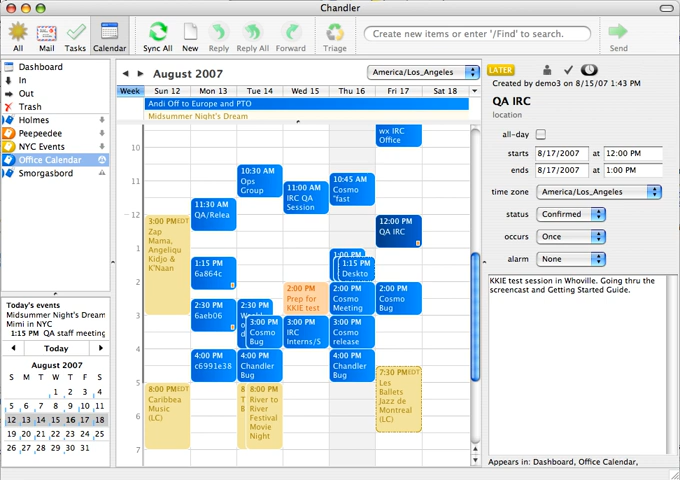 Chandler
All
Mail
Tasks
Calendar
Sync All
New
Reply
Reply All
Forward
Triage
Create new items or enter '/Find' to search.
Send
Dashboard
In
Out
Trash
Holmes
Peepeedee
NYC Events
Office Calendar
Smorgasbord
Today's events
Midsummer Night's Dream
Mimi in NYC
1:15 PM QA staff meeting
Today
August 2007
S M T W T F S
1 2 3 4
5 6 7 8 9 10 11
12 13 14 15 16 17 18
19 20 21 22 23 24 25
26 27 28 29 30 31
August 2007
America/Los_Angeles
Week Sun 12 Mon 13 Tue 14 Wed 15 Thu 16 Fri 17 Sat 18
Andi Off to Europe and PTO
Midsummer Night's Dream
10
11
12
1
2
3
4
5
6
7
3:00 PM EDT
Zap
Mama,
Angeliqu
Kidjo &
K'Naan
8:00 PM EDT
Caribbea
Music
(LC)
11:30 AM
QA/Relea
1:15 PM
6a864c
2:30 PM
6aeb06
4:00 PM
c6991e38
10:30 AM
Ops
Group
2:30 PM
3:00 PM
Cosmo
Bug
4:00 PM
Chandler
Bug
8:00 PM EDT
River to
River
Festival
Movie
Night
11:00 AM
IRC QA
Session
2:00 PM
Prep for
KKIE test
3:00 PM
IRC
Interns/S
10:45 AM
Cosmo
"fast
1:00 PM
1:15 PM
Deskto
2:00 PM
Cosmo
Meeting
3:00 PM
Cosmo
release
4:00 PM
Chandler
Bug
wx IRC
Office
12:00 PM
QA IRC
2:00 PM
Cosmo
Bug
7:30 PM EDT
Les
Ballets
Jazz de
Montreal
(LC)
LATER
Created by demo3 on 8/15/07 1:43 PM
QA IRC
location
all-day
starts 8/17/2007 at 12:00 PM
ends 8/17/2007 at 1:00 PM
time zone America/Los_Angeles
status Confirmed
occurs Once
alarm None
KKIE test session in Whoville. Going thru the
screencast and Getting Started Guide.
Appears in: Dashboard, Office Calendar,